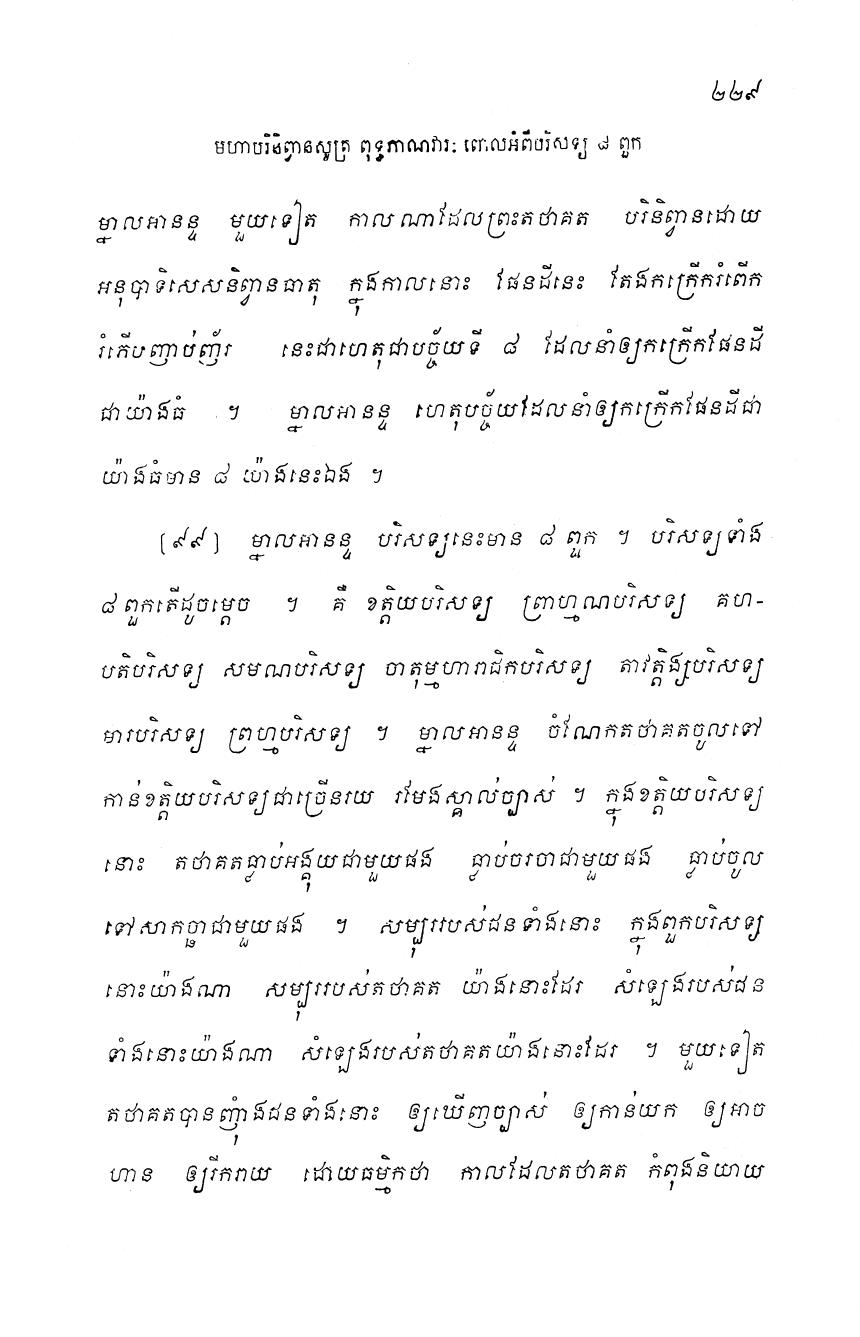 ២២៩
មហាបរិនិព្វានសូត្រ ពុទ្ធភាណវារៈ ពោលអំពីបរិសទ្យ ៨ ពួក
ម្នាលអានន្ទ មួយទៀត កាលណាដែលព្រះតថាគត បរិនិព្វានដោយ
អនុបាទិសេសនិព្វានធាតុ ក្នុងកាលនោះ ផែនដីនេះ តែងកក្រើករំពើក
រំភើបញាប់ញ័រ នេះជាហេតុជាបច្ច័យទី ៨ ដែលនាំឲ្យកក្រើកផែនដី
ជាយ៉ាងធំ ។ ម្នាលអានន្ទ ហេតុបច្ច័យដែលនាំឲ្យកក្រើកផែនដីជា
យ៉ាងធំមាន ៨ យ៉ាងនេះឯង ។
[៩៩] ម្នាលអានន្ទ បរិសទ្យនេះមាន ៨ ពួក ។ បរិសទ្យទាំង
៨ ពួកតើដូចម្តេច ។ គឺ ខត្តិយបរិសទ្យ ព្រាហ្មណបរិសទ្យ គហ-
បតិបរិសទ្យ សមណបរិសទ្យ ចាតុម្មហារាជិកបរិសទ្យ តាវត្តិង្សបរិសទ្យ
មារបរិសទ្យ ព្រហ្មបរិសទ្យ ។ ម្នាលអានន្ទ ចំណែកតថាគតចូលទៅ
កាន់ខត្តិយបរិសទ្យជាច្រើនរយ រមែងស្គាល់ច្បាស់ ។ ក្នុងខត្តិយបរិសទ្យ
នោះ តថាគតធ្លាប់អង្គុយជាមួយផង ធ្លាប់ចរចាជាមួយផង ធ្លាប់ចូល
ទៅសាកច្ឆាជាមួយផង ។ សម្បុររបស់ជនទាំងនោះ ក្នុងពួកបរិសទ្យ
នោះយ៉ាងណា សម្បុររបស់តថាគត យ៉ាងនោះដែរ សំឡេងរបស់ជន
ទាំងនោះយ៉ាងណា សំឡេងរបស់តថាគតយ៉ាងនោះដែរ ។ មួយទៀត
តថាគតបានញុំាងជនទាំងនោះ ឲ្យឃើញច្បាស់ ឲ្យកាន់យក ឲ្យអាច
ហាន ឲ្យរីករាយ ដោយធម្មិកថា កាលដែលតថាគត កំពុងនិយាយ